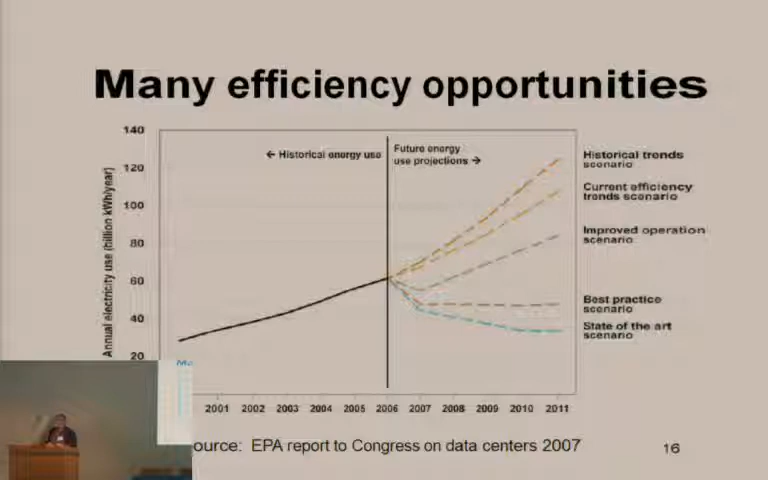 Many efficiency opportunities
140
← Historical energy use
Future energy
use projections →
Historical trends
scenario
120
Current efficiency
trends scenario
100
Improved operation
scenario
80
60
Best practice
scenario
40
State of the art
scenario
20
Annual electricity use (billion kWh/year)
2001 2002 2003 2004 2005 2006 2007 2008 2009 2010 2011
ource: EPA report to Congress on data centers 2007
16